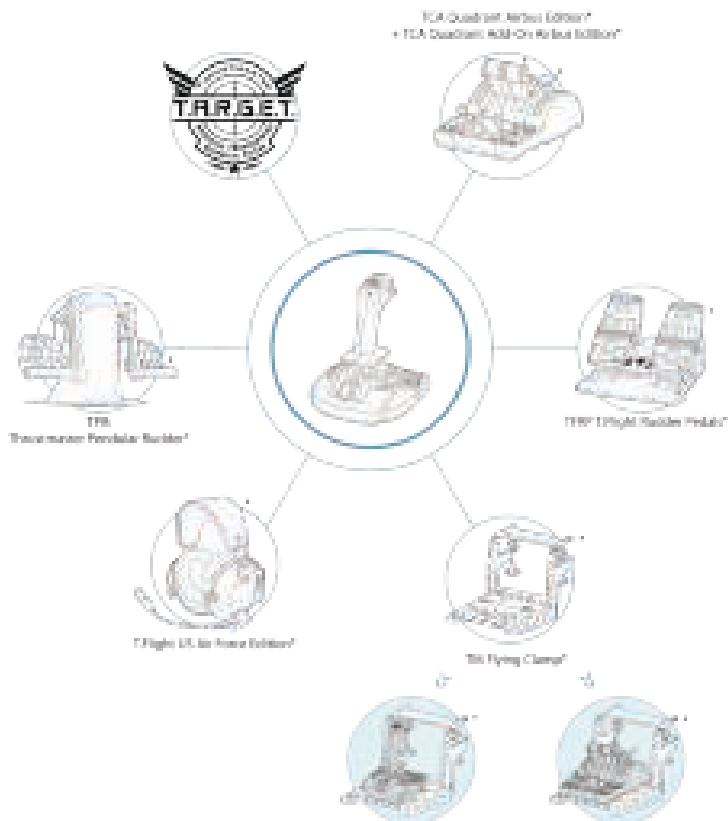 TCA Quadrant Airbus Edition*
+ TCA Quadrant Add-On Airbus Edition*
T.A.R.G.E.T.
TPR
Thrustmaster Pendular Rudder*
TFRP T.Flight Rudder Pedals*
T.Flight US Air Force Edition*
TM Flying Clamp*